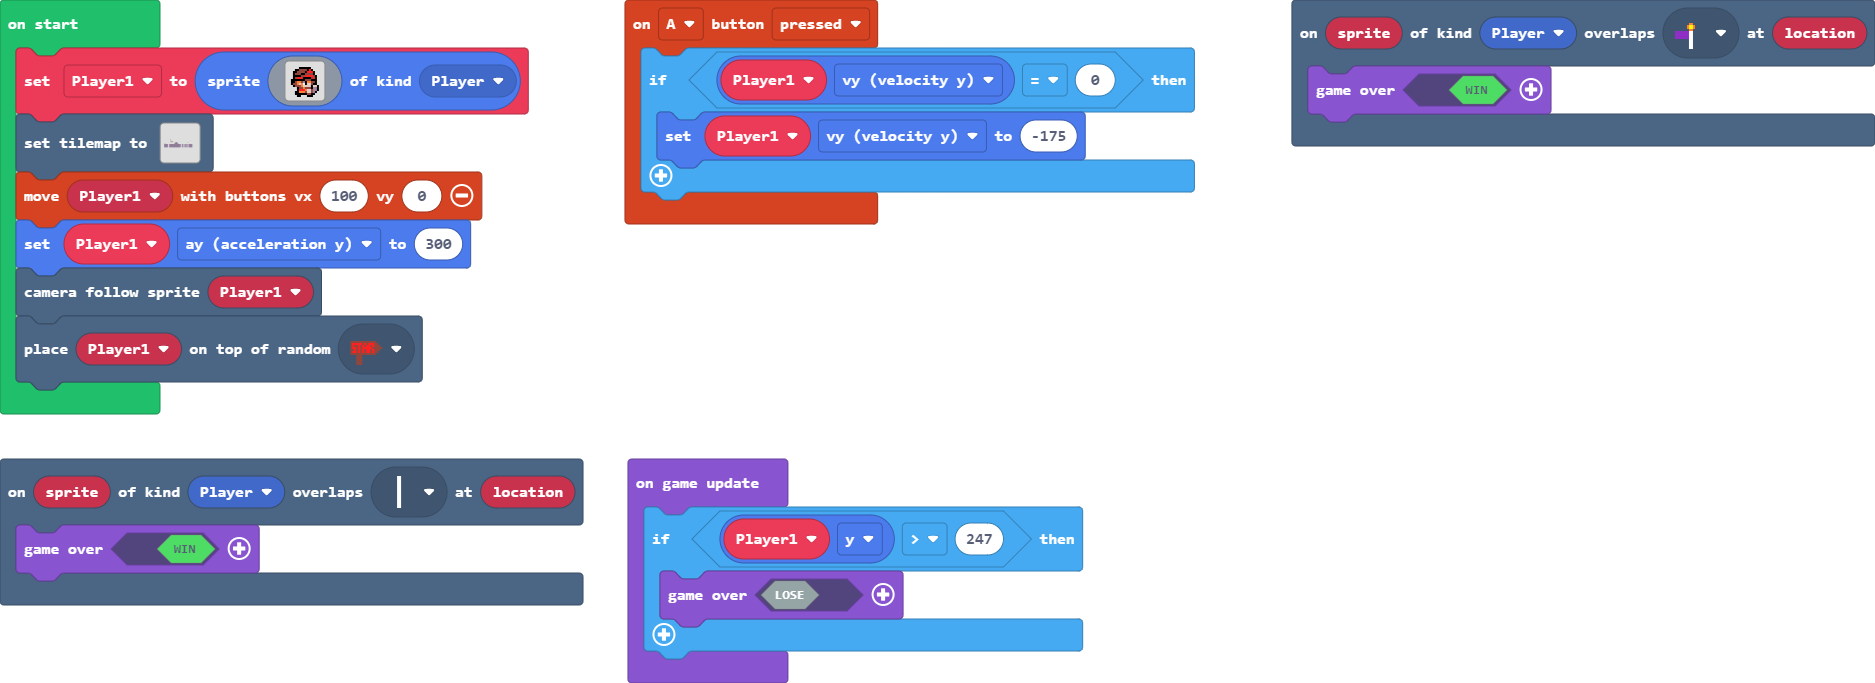 on start
set Player1 to sprite of kind Player
set tilemap to
move Player1 with buttons vx 100 vy 0
set Player1 ay (acceleration y) to 300
camera follow sprite Player1
place Player1 on top of random
on A button pressed
if Player1 vy (velocity y) = 0 then
set Player1 vy (velocity y) to -175
on sprite of kind Player overlaps at location
game over WIN
on sprite of kind Player overlaps at location
game over WIN
on game update
if Player1 y > 247 then
game over LOSE